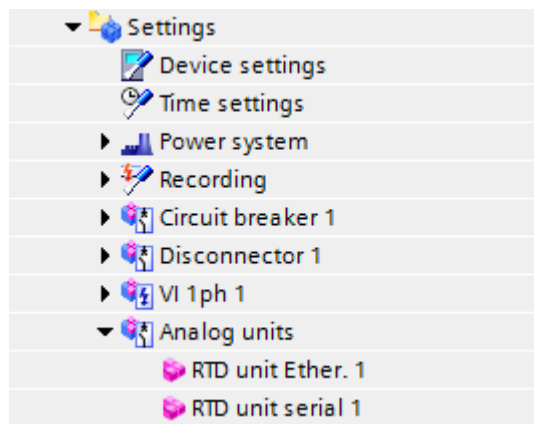 Settings
Device settings
Time settings
Power system
Recording
Circuit breaker 1
Disconnector 1
VI 1ph 1
Analog units
RTD unit Ether. 1
RTD unit serial 1